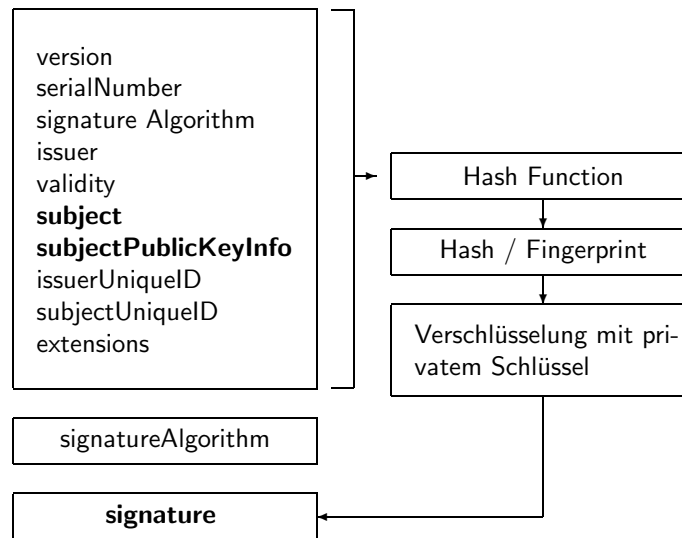 version
serialNumber
signature Algorithm
issuer
validity
subject
subjectPublicKeyInfo
issuerUniqueID
subjectUniqueID
extensions
signatureAlgorithm
signature
Hash Function
Hash / Fingerprint
Verschlüsselung mit pri-
vatem Schlüssel